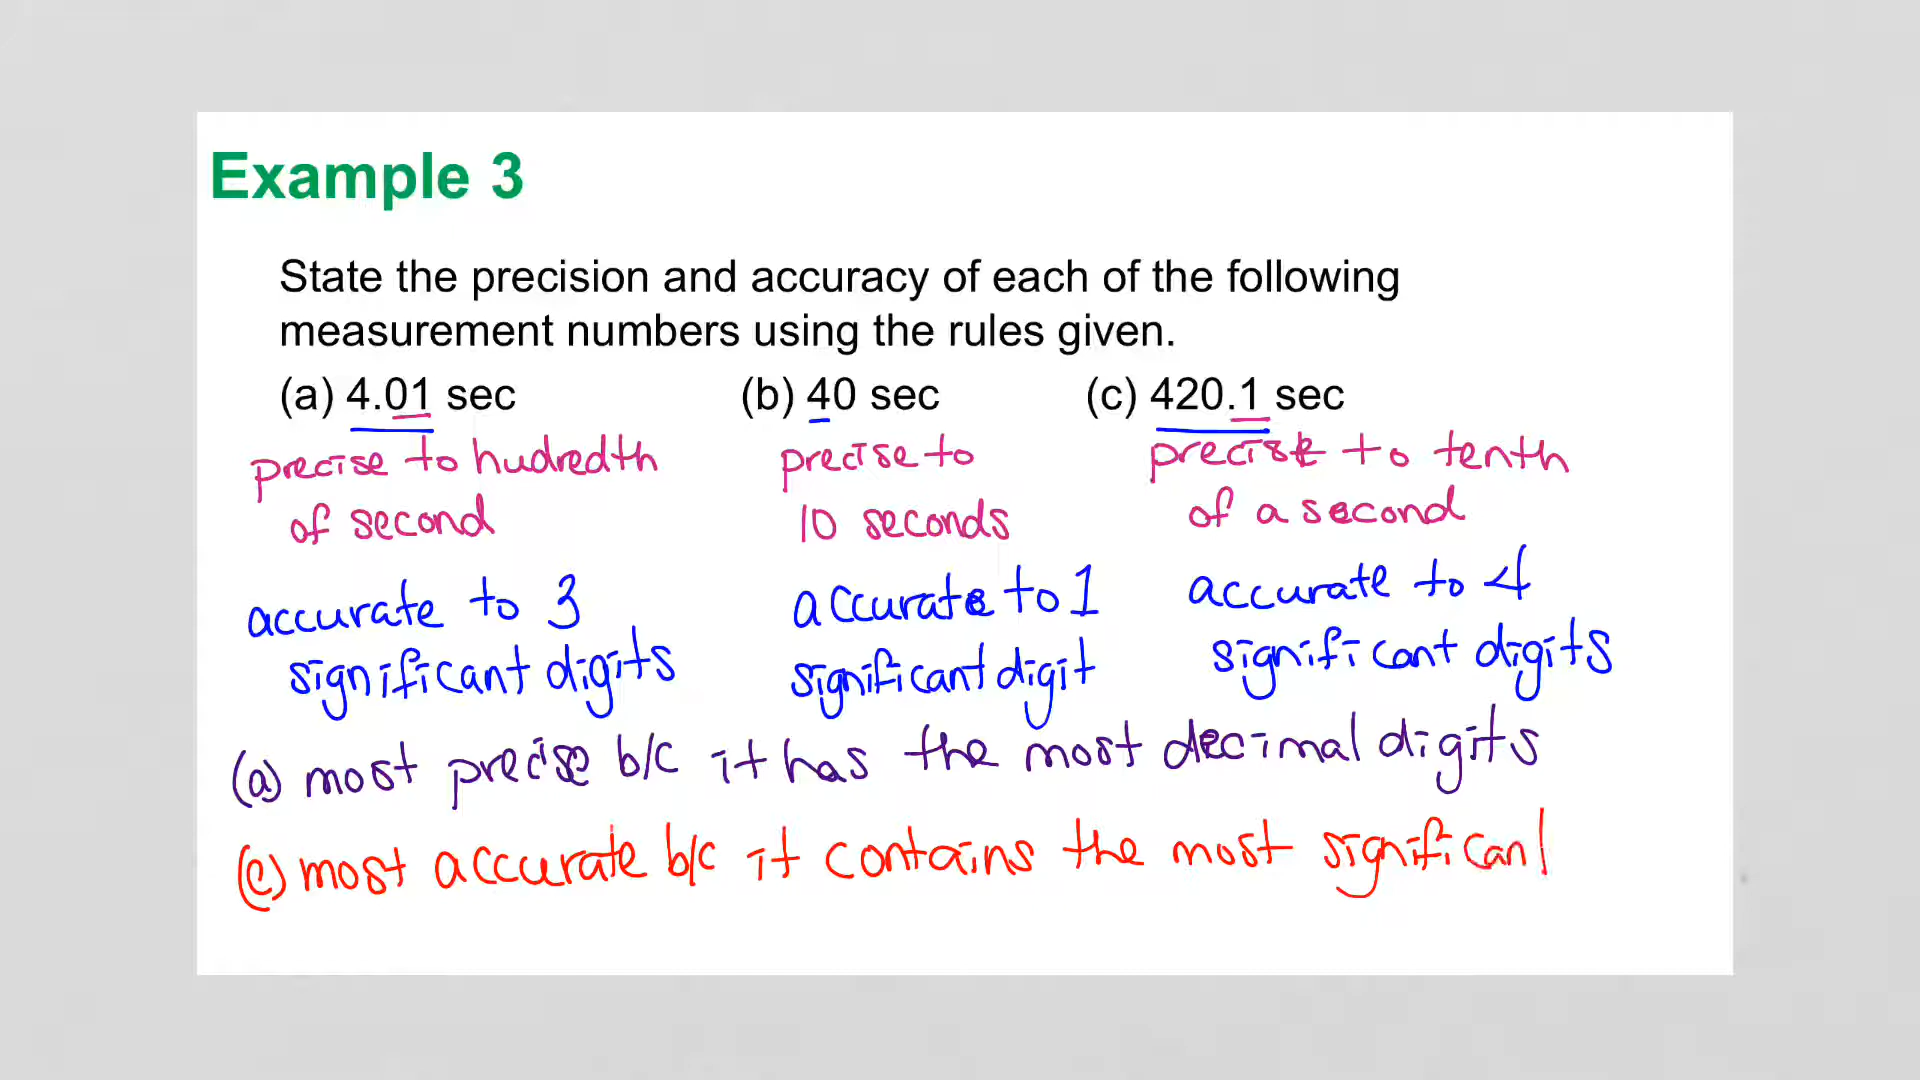 Example 3
State the precision and accuracy of each of the following
measurement numbers using the rules given.
(a) 4.01 sec (b) 40 sec (c) 420.1 sec
precise to hudredth precise to precise to tenth
of second 10 seconds of a second
accurate to 3 accurate to 1 accurate to 4
significant digits significant digit significant digits
(a) most precise b/c it has the most decimal digits
(c) most accurate b/c it contains the most significant